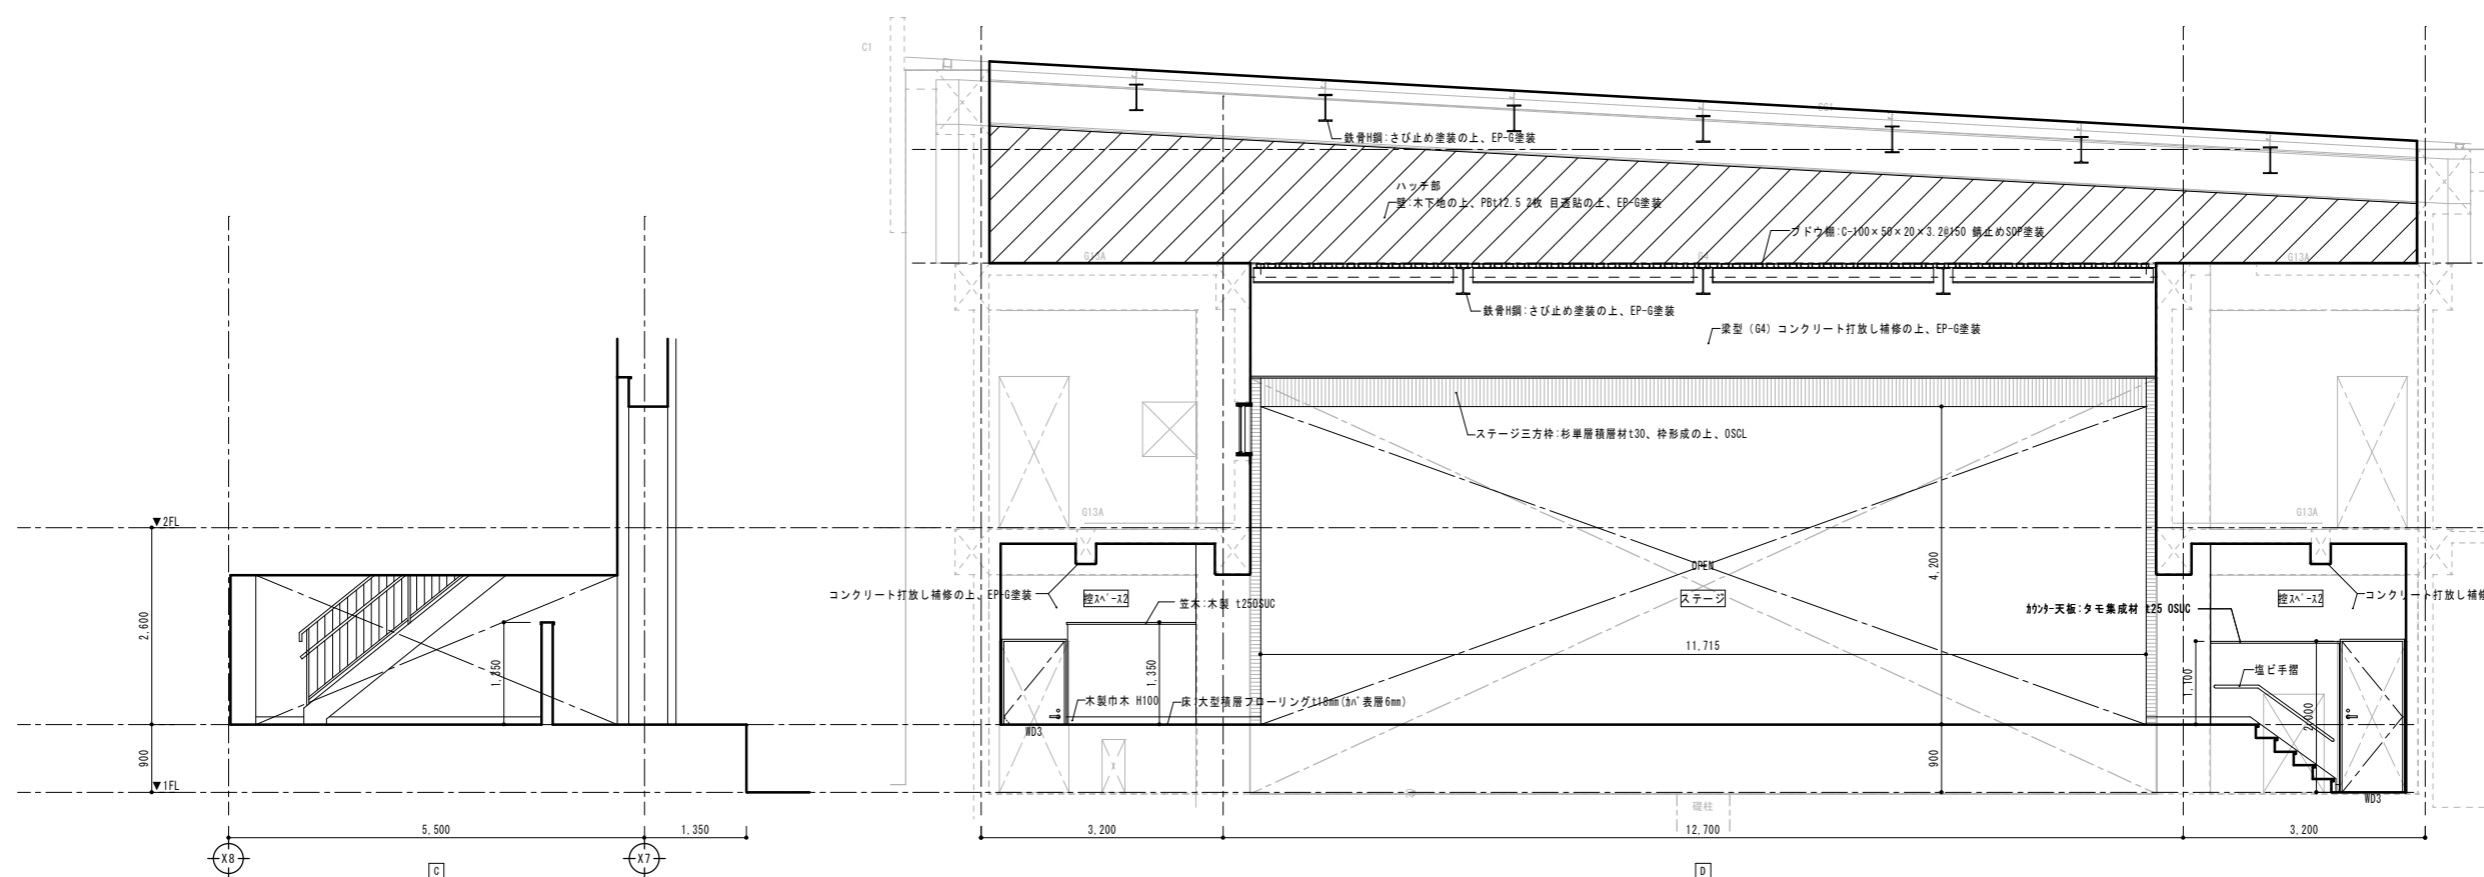 C1
CG1
鉄骨H鋼:さび止め塗装の上、EP-G塗装
ハッチ部
壁:木下地の上、PBt12.5 2枚 目透貼の上、EP-G塗装
ブドウ棚:C-100×50×20×3.2@150 錆止めSOP塗装
G13A
G13A
鉄骨H鋼:さび止め塗装の上、EP-G塗装
梁型(G4) コンクリート打放し補修の上、EP-G塗装
ステージ三方枠:杉単層積層材t30、枠形成の上、OSCL
▼2FL
G13A
G13A
OPEN
4,200
コンクリート打放し補修の上、EP-G塗装
控スペース2
笠木:木製 t25OSUC
ステージ
カウンター天板:タモ集成材 t25 OSUC
控スペース2
コンクリート打放し補修
2,600
1,350
1,350
11,715
1,100
塩ビ手摺
木製巾木 H100
床:大型積層フローリングt18mm(カバ表層6mm)
2,000
WD3
900
900
▼1FL
WD3
礎柱
5,500
1,350
3,200
12,700
3,200
X8
X7
C
D